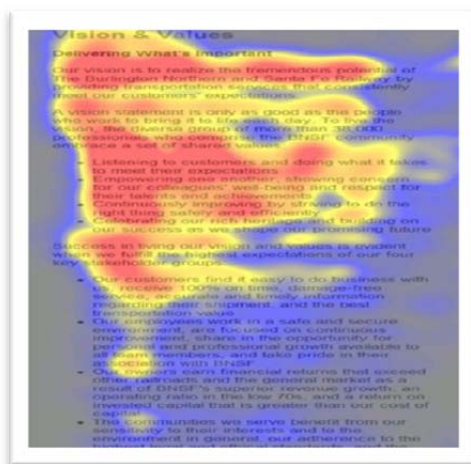 Vision & Values
Delivering What's Important
Our vision is to realize the tremendous potential of
The Burlington Northern and Santa Fe Railway by
providing transportation services that consistently
meet our customers' expectations.
A vision statement is only as good as the people
who work to bring it to life each day. To live the
vision, the diverse group of more than 38,000
professionals who comprise the BNSF community
embrace a set of shared values:
• Listening to customers and doing what it takes
to meet their expectations
• Empowering one another, showing concern
for our colleagues' well-being and respect for
their talents and achievements
• Continuously improving by striving to do the
right thing safely and efficiently
• Celebrating our rich heritage and building on
our success as we shape our promising future
Success in living our vision and values is evident
when we fulfill the highest expectations of our four
key stakeholder groups:
• Our customers find it easy to do business with
us, receive 100% on time, damage-free
service, accurate and timely information
regarding their shipment, and the best
transportation value
• Our employees work in a safe and secure
environment, are focused on continuous
improvement, share in the opportunity for
personal and professional growth available to
all team members, and take pride in their
association with BNSF
• Our owners earn financial returns that exceed
other railroads and the general market as a
result of BNSF's superior revenue growth, an
operating ratio in the low 70s, and a return on
invested capital that is greater than our cost of
capital
• The communities we serve benefit from our
sensitivity to their interests and to the
environment in general, our adherence to the
highest legal and ethical standards, and the